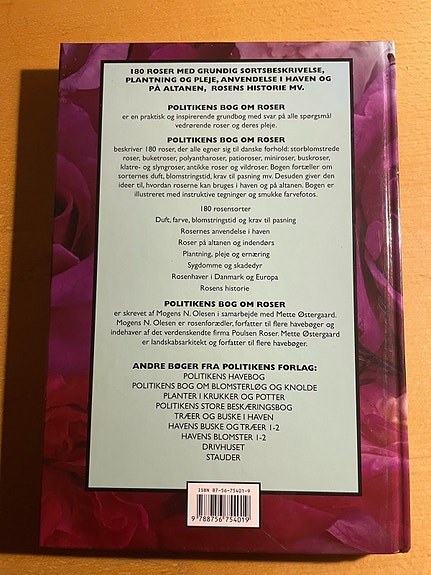 180 ROSER MED GRUNDIG SORTSBESKRIVELSE,
PLANTNING OG PLEJE, ANVENDELSE I HAVEN OG
PÅ ALTANEN, ROSENS HISTORIE MV.
POLITIKENS BOG OM ROSER
er en praktisk og inspirerende grundbog med svar på alle spørgsmål
vedrørende roser og deres pleje.
POLITIKENS BOG OM ROSER
beskriver 180 roser, der alle egner sig til danske forhold: storblomstrede
roser, buketroser, polyantharoser, patioroser, miniroser, buskroser,
klatre- og slyngroser, antikke roser og vildroser. Bogen fortæller om
sorternes duft, blomstringstid, krav til pasning mv. Desuden giver den
ideer til, hvordan roserne kan bruges i haven og på altanen. Bogen er
illustreret med instruktive tegninger og smukke farvefotos.
180 rosensorter
Duft, farve, blomstringstid og krav til pasning
Rosernes anvendelse i haven
Roser på altanen og indendørs
Plantning, pleje og ernæring
Sygdomme og skadedyr
Rosenhaver i Danmark og Europa
Rosens historie
POLITIKENS BOG OM ROSER
er skrevet af Mogens N. Olesen i samarbejde med Mette Østergaard.
Mogens N. Olesen er rosenforædler, forfatter til flere havebøger og
indehaver af det verdenskendte firma Poulsen Roser. Mette Østergaard
er landskabsarkitekt og forfatter til flere havebøger.
ANDRE BØGER FRA POLITIKENS FORLAG:
POLITIKENS HAVEBOG
POLITIKENS BOG OM BLOMSTERLØG OG KNOLDE
PLANTER I KRUKKER OG POTTER
POLITIKENS STORE BESKÆRINGSBOG
TRÆER OG BUSKE I HAVEN
HAVENS BUSKE OG TRÆER 1-2
HAVENS BLOMSTER 1-2
DRIVHUSET
STAUDER
ISBN 87-56-75401-9
9 788756 754019